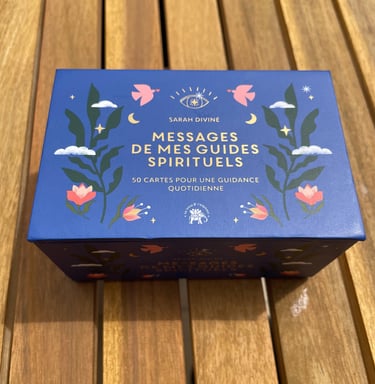 SARAH DIVINE
MESSAGES
DE MES GUIDES
SPIRITUELS
50 CARTES POUR UNE GUIDANCE
QUOTIDIENNE